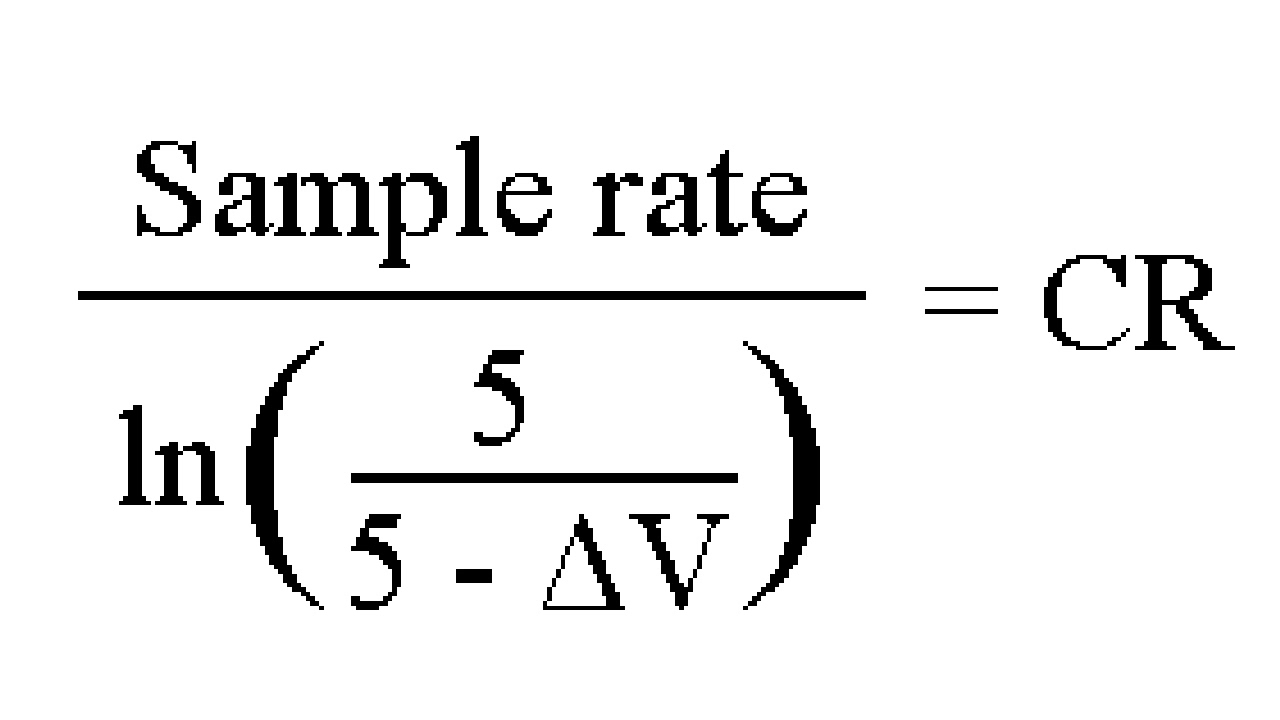 Sample rate
= CR
ln( 5
5 - ΔV )